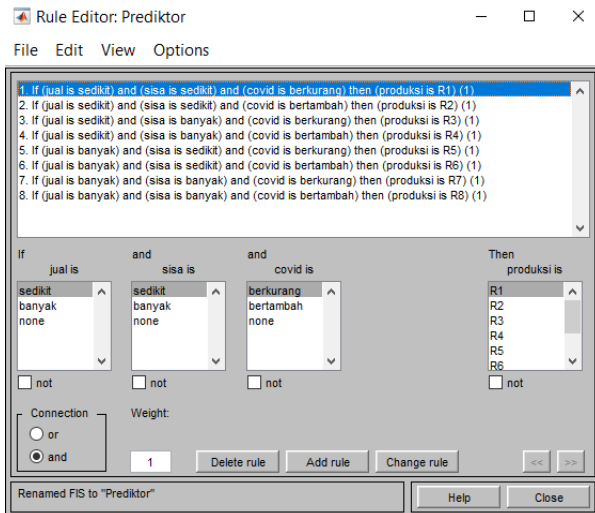 Rule Editor: Prediktor
File Edit View Options
1. If (jual is sedikit) and (sisa is sedikit) and (covid is berkurang) then (produksi is R1) (1)
2. If (jual is sedikit) and (sisa is sedikit) and (covid is bertambah) then (produksi is R2) (1)
3. If (jual is sedikit) and (sisa is banyak) and (covid is berkurang) then (produksi is R3) (1)
4. If (jual is sedikit) and (sisa is banyak) and (covid is bertambah) then (produksi is R4) (1)
5. If (jual is banyak) and (sisa is sedikit) and (covid is berkurang) then (produksi is R5) (1)
6. If (jual is banyak) and (sisa is sedikit) and (covid is bertambah) then (produksi is R6) (1)
7. If (jual is banyak) and (sisa is banyak) and (covid is berkurang) then (produksi is R7) (1)
8. If (jual is banyak) and (sisa is banyak) and (covid is bertambah) then (produksi is R8) (1)
If and and Then
jual is sisa is covid is produksi is
sedikit sedikit berkurang R1
banyak banyak bertambah R2
none none none R3
R4
R5
R6
not not not not
Connection Weight:
or
and 1 Delete rule Add rule Change rule << >>
Renamed FIS to "Prediktor" Help Close